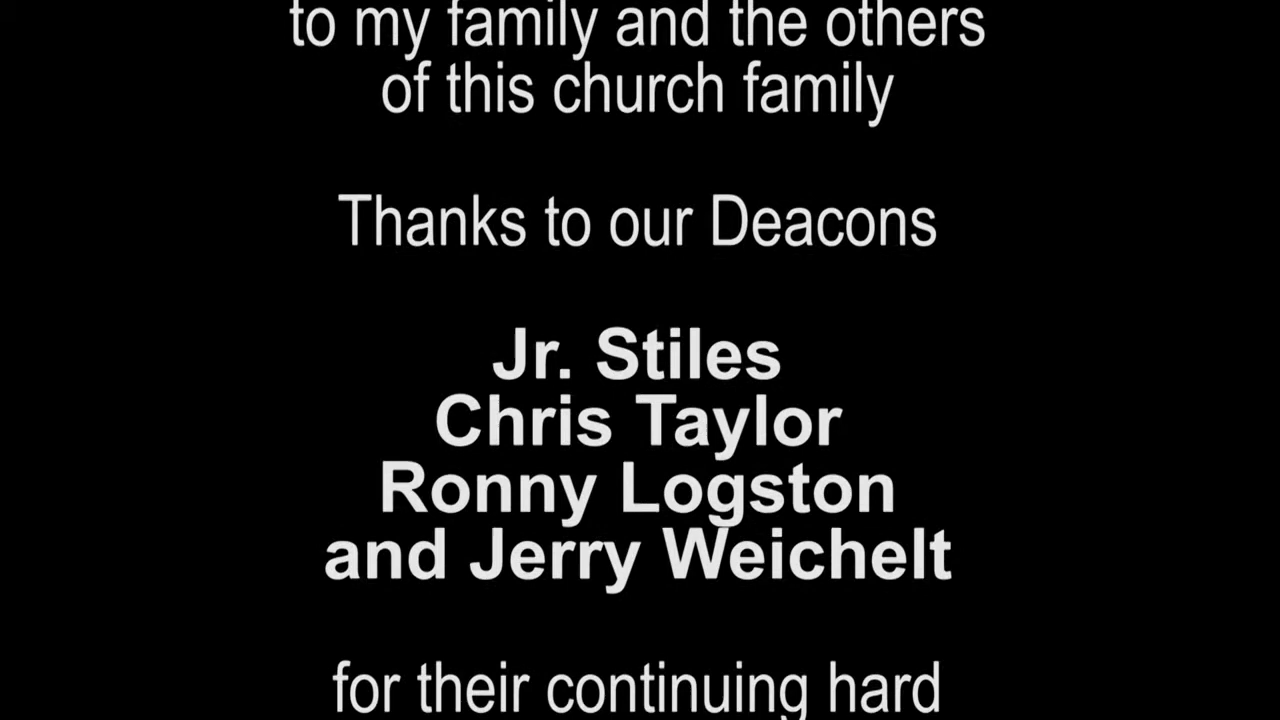 to my family and the others
of this church family
Thanks to our Deacons
Jr. Stiles
Chris Taylor
Ronny Logston
and Jerry Weichelt
for their continuing hard